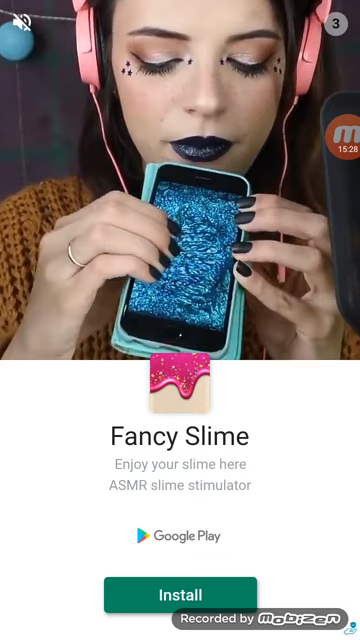 3
15:28
Fancy Slime
Enjoy your slime here
ASMR slime stimulator
Google Play
Install
Recorded by MOBIZEN